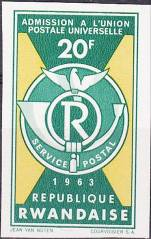 ADMISSION A L'UNION
POSTALE UNIVERSELLE
20F
R
SERVICE POSTAL
1963
REPUBLIQUE
RWANDAISE
JEAN VAN NOTEN COURVOISIER S.A.